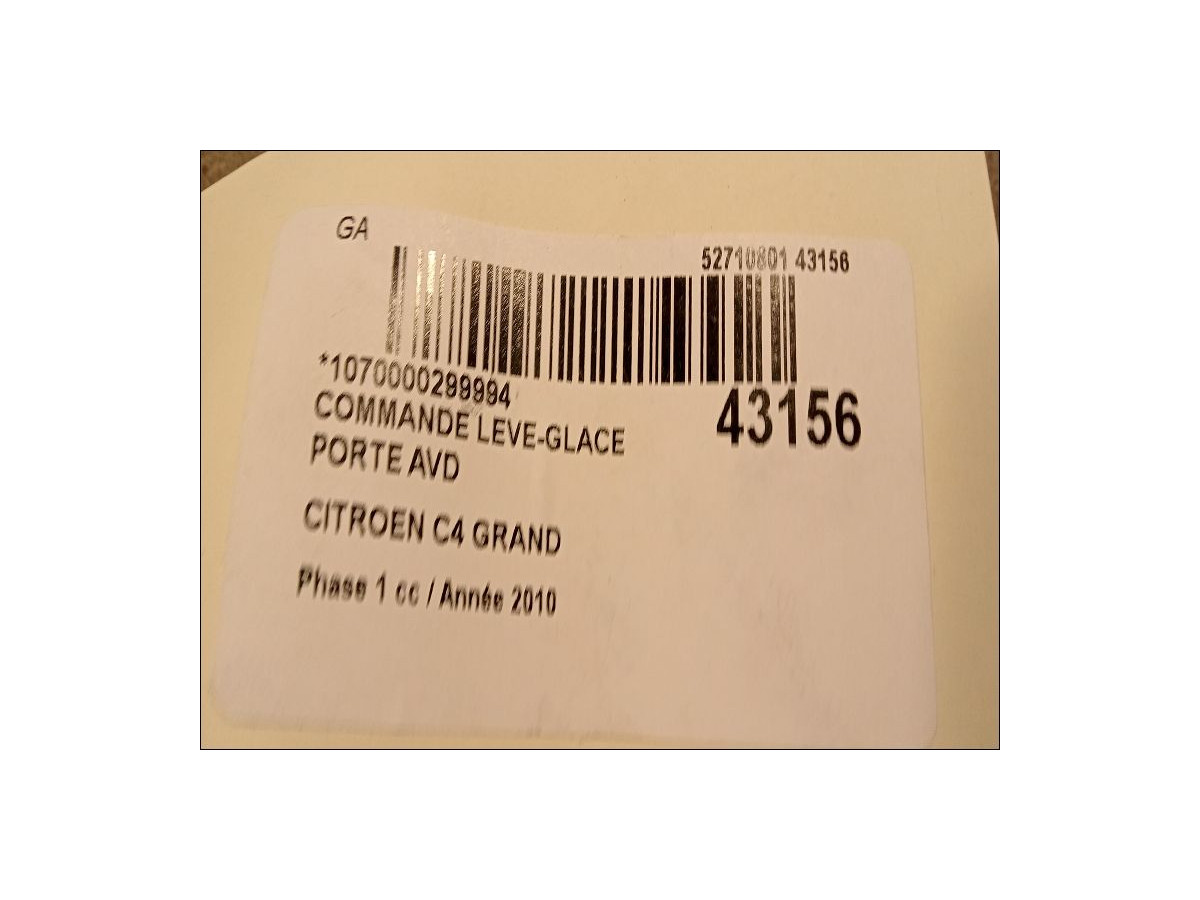 GA
52710801 43156
*1070000299994
43156
COMMANDE LEVE-GLACE
PORTE AVD
CITROEN C4 GRAND
Phase 1 cc / Année 2010